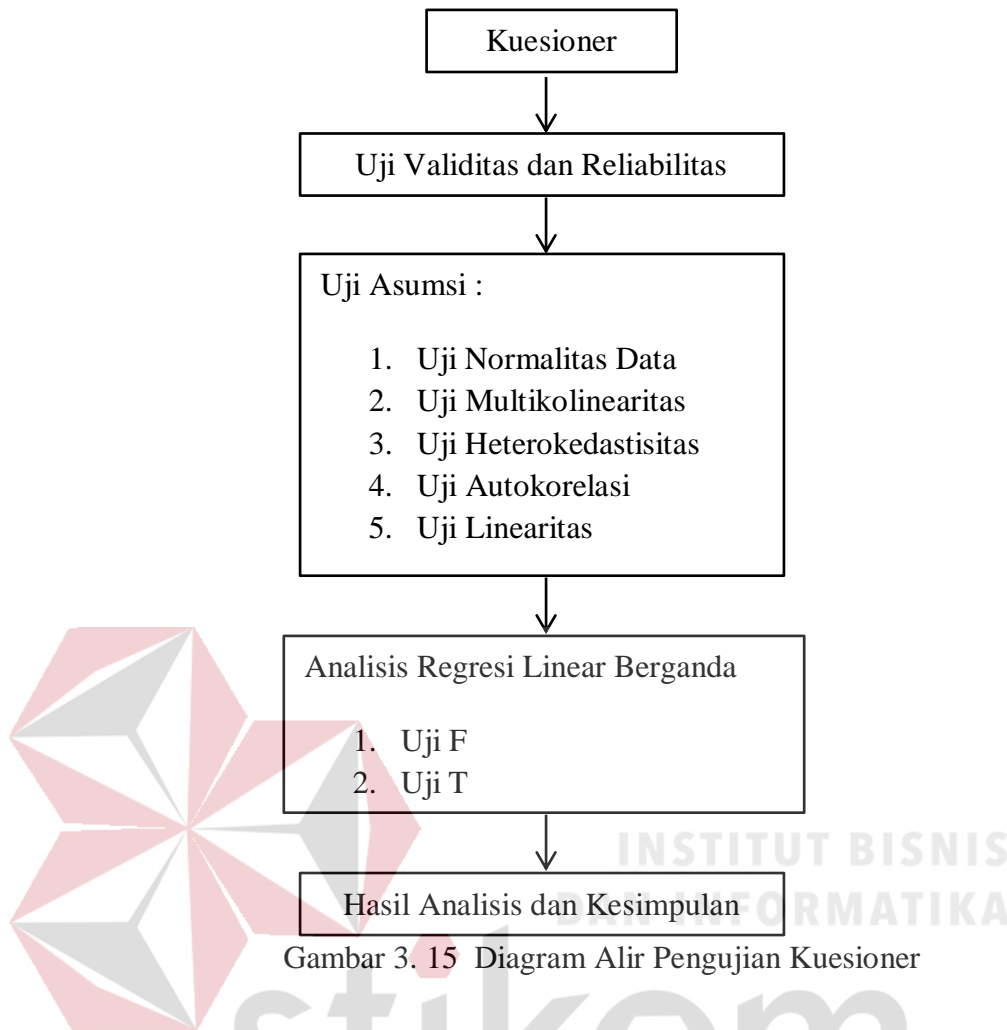 Kuesioner
Uji Validitas dan Reliabilitas
Uji Asumsi :
1. Uji Normalitas Data
2. Uji Multikolinearitas
3. Uji Heterokedastisitas
4. Uji Autokorelasi
5. Uji Linearitas
Analisis Regresi Linear Berganda
1. Uji F
2. Uji T
INSTITUT BISNIS
DAN INFORMATIKA
Hasil Analisis dan Kesimpulan
Gambar 3. 15 Diagram Alir Pengujian Kuesioner
stikom